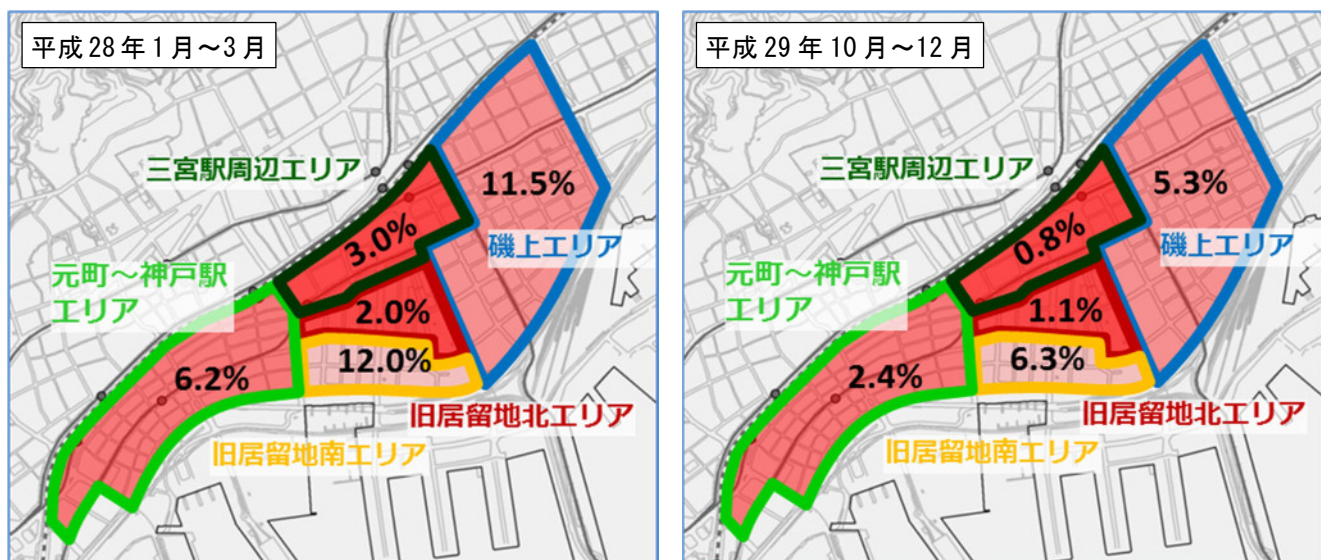 平成28年1月～3月
三宮駅周辺エリア
11.5%
3.0%
磯上エリア
元町～神戸駅
エリア
2.0%
12.0%
6.2%
旧居留地北エリア
旧居留地南エリア
平成29年10月～12月
三宮駅周辺エリア
5.3%
0.8%
磯上エリア
元町～神戸駅
エリア
1.1%
6.3%
2.4%
旧居留地北エリア
旧居留地南エリア